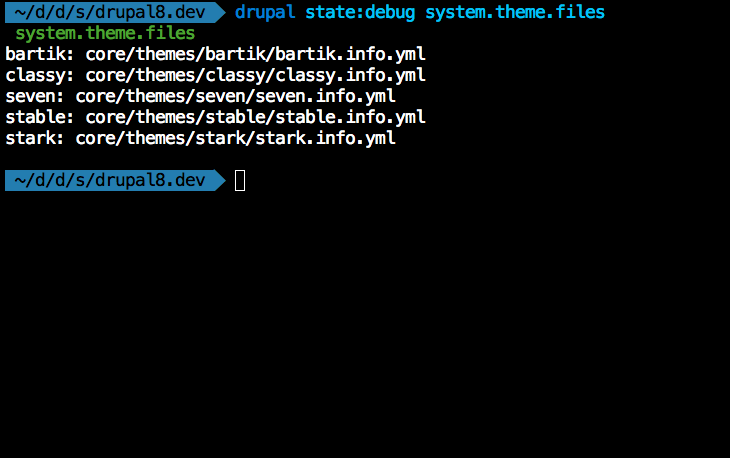 ~/d/d/s/drupal8.dev drupal state:debug system.theme.files
system.theme.files
bartik: core/themes/bartik/bartik.info.yml
classy: core/themes/classy/classy.info.yml
seven: core/themes/seven/seven.info.yml
stable: core/themes/stable/stable.info.yml
stark: core/themes/stark/stark.info.yml
~/d/d/s/drupal8.dev